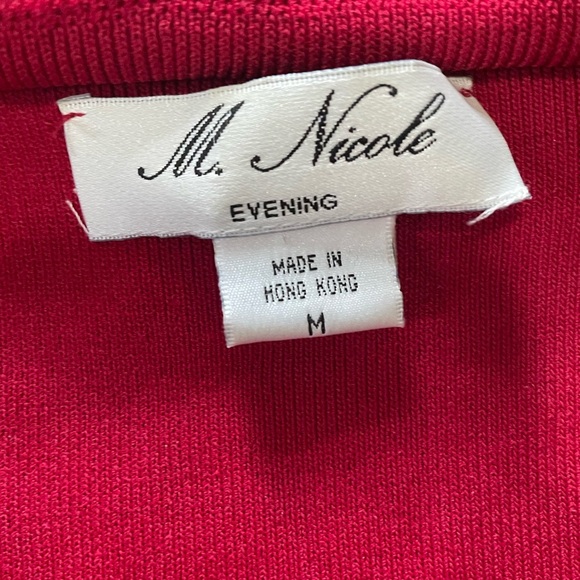 M. Nicole
EVENING
MADE IN
HONG KONG
M